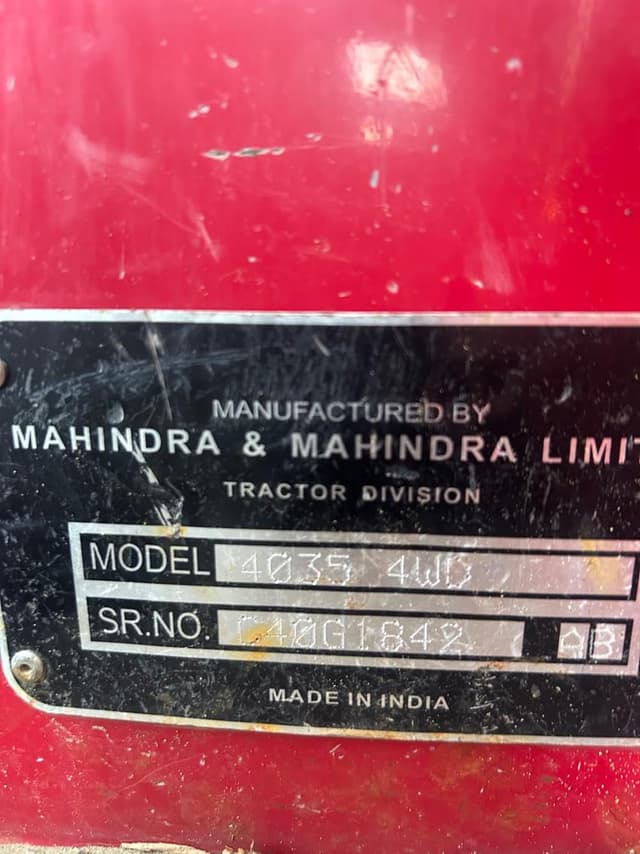 MANUFACTURED BY
MAHINDRA & MAHINDRA LIMIT
TRACTOR DIVISION
MODEL 4035 4WD
SR.NO. C40G1842 AB
MADE IN INDIA